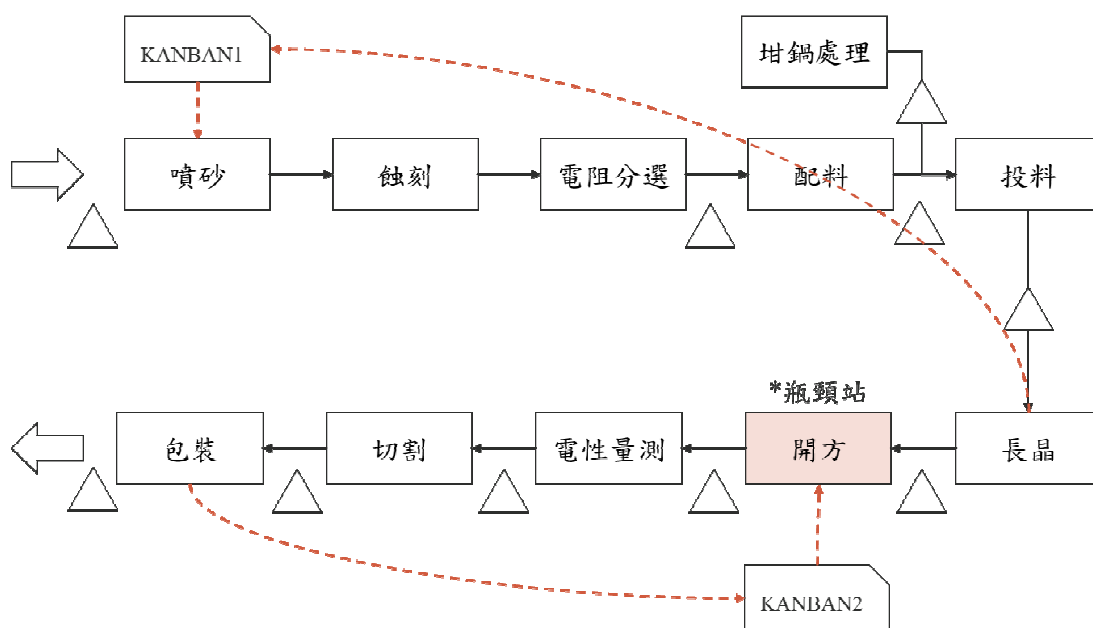 KANBAN1
坩鍋處理
噴砂
蝕刻
電阻分選
配料
投料
*瓶頸站
包裝
切割
電性量測
開方
長晶
KANBAN2